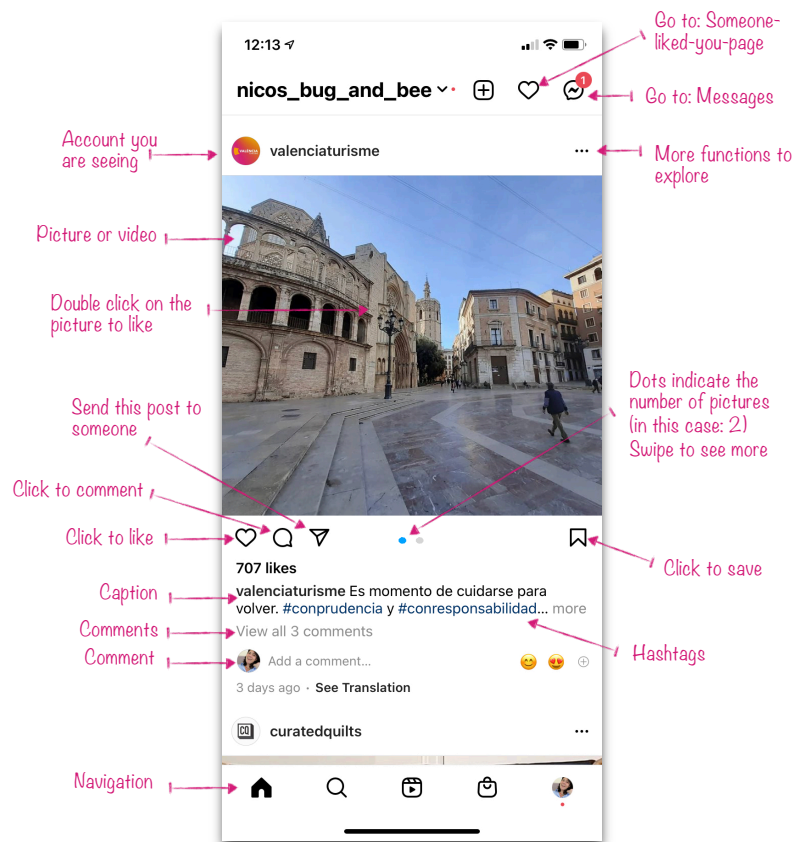 Go to: Someone-
liked-you-page
12:13
nicos_bug_and_bee
1
Go to: Messages
Account you
are seeing
valenciaturisme
More functions to
explore
Picture or video
Double click on the
picture to like
Dots indicate the
number of pictures
(in this case: 2)
Swipe to see more
Send this post to
someone
Click to comment
Click to like
Click to save
707 likes
Caption
valenciaturisme Es momento de cuidarse para
volver. #conprudencia y #conresponsabilidad... more
Comments
View all 3 comments
Hashtags
Comment
Add a comment...
3 days ago · See Translation
CQ
curatedquilts
Navigation